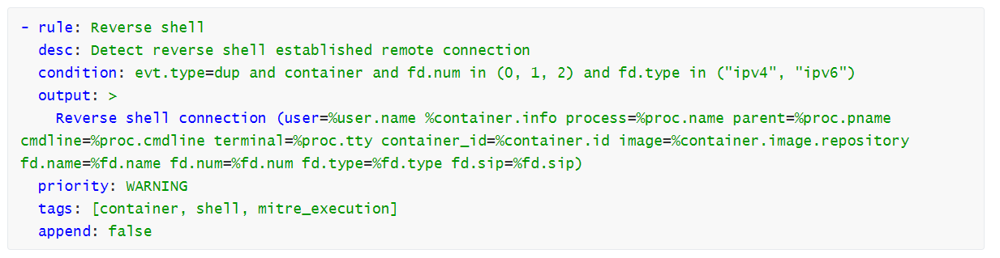 - rule: Reverse shell
  desc: Detect reverse shell established remote connection
  condition: evt.type=dup and container and fd.num in (0, 1, 2) and fd.type in ("ipv4", "ipv6")
  output: >
    Reverse shell connection (user=%user.name %container.info process=%proc.name parent=%proc.pname
cmdline=%proc.cmdline terminal=%proc.tty container_id=%container.id image=%container.image.repository
fd.name=%fd.name fd.num=%fd.num fd.type=%fd.type fd.sip=%fd.sip)
  priority: WARNING
  tags: [container, shell, mitre_execution]
  append: false